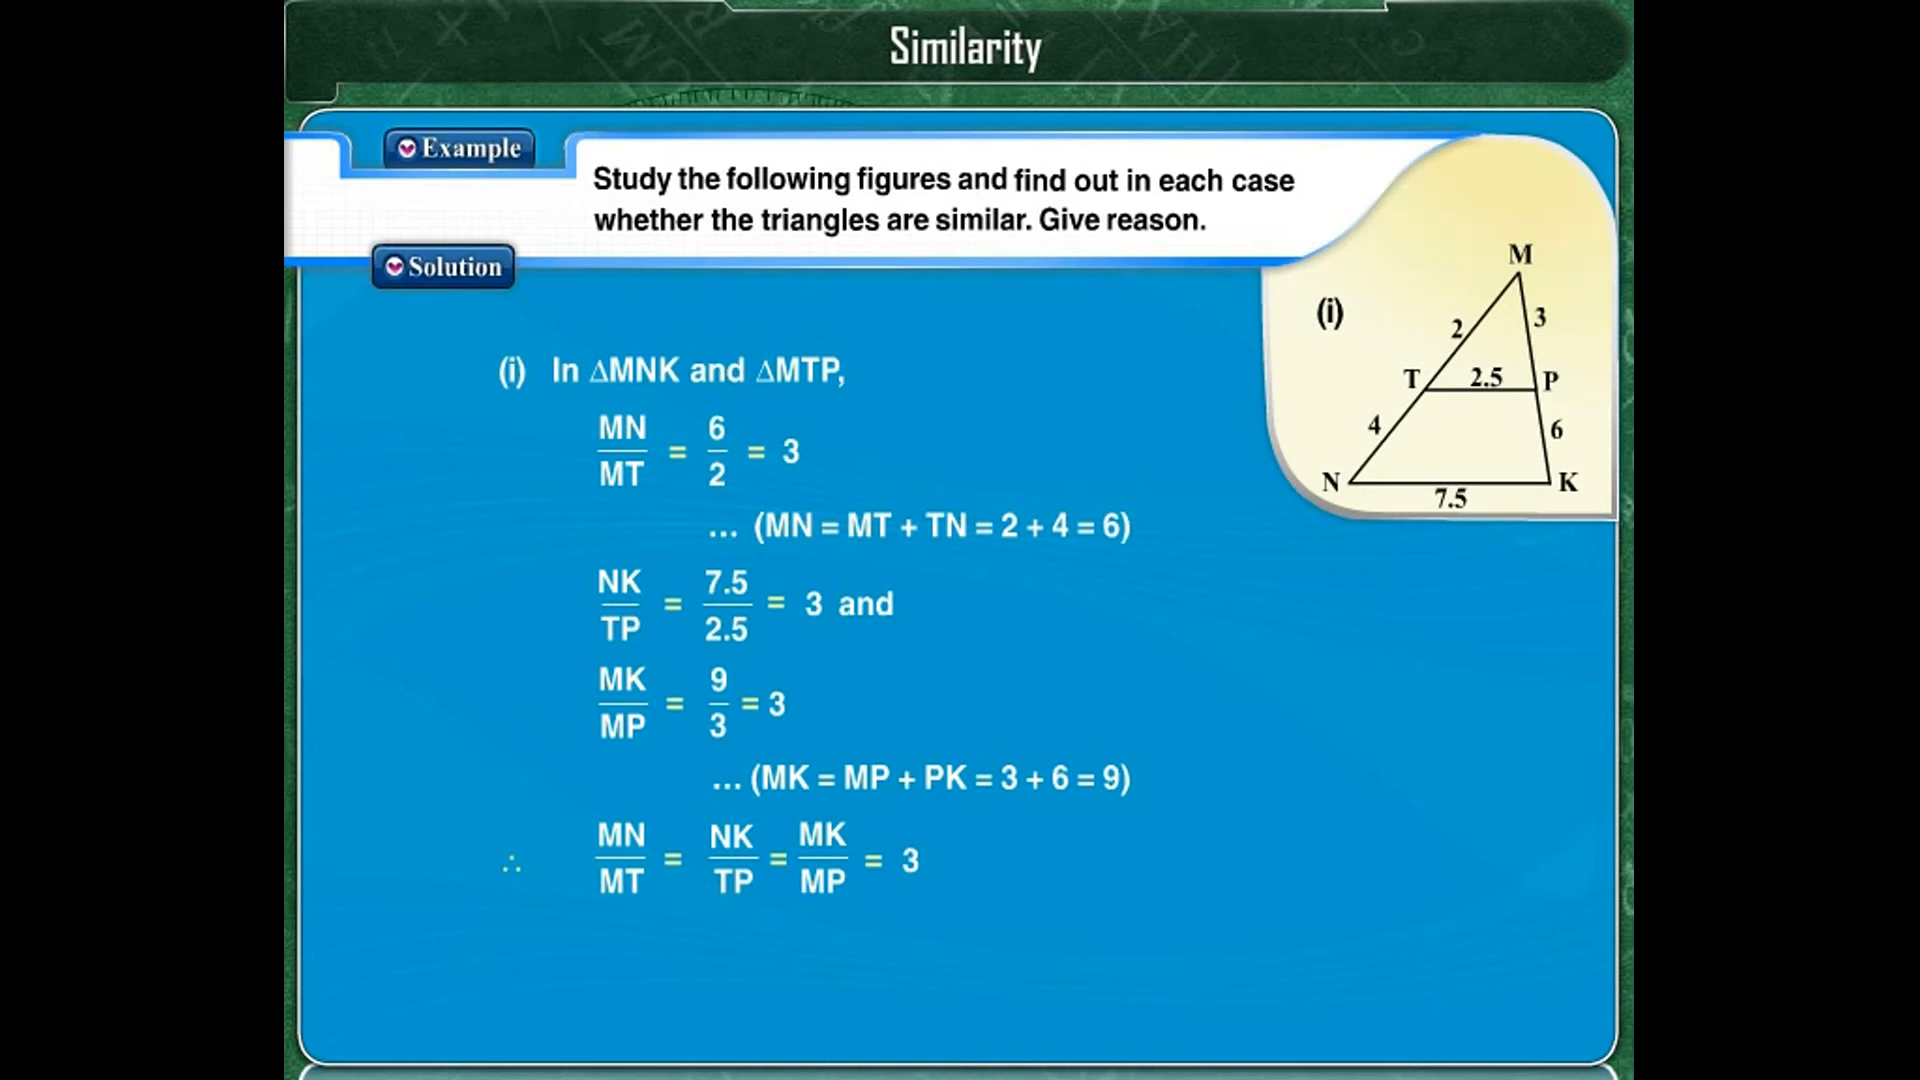 Similarity
Example
Study the following figures and find out in each case
whether the triangles are similar. Give reason.
Solution
(i)
M
2
3
T
2.5
P
4
6
N
K
7.5
(i) In ΔMNK and ΔMTP,
MN/MT = 6/2 = 3
... (MN = MT + TN = 2 + 4 = 6)
NK/TP = 7.5/2.5 = 3 and
MK/MP = 9/3 = 3
... (MK = MP + PK = 3 + 6 = 9)
∴ MN/MT = NK/TP = MK/MP = 3